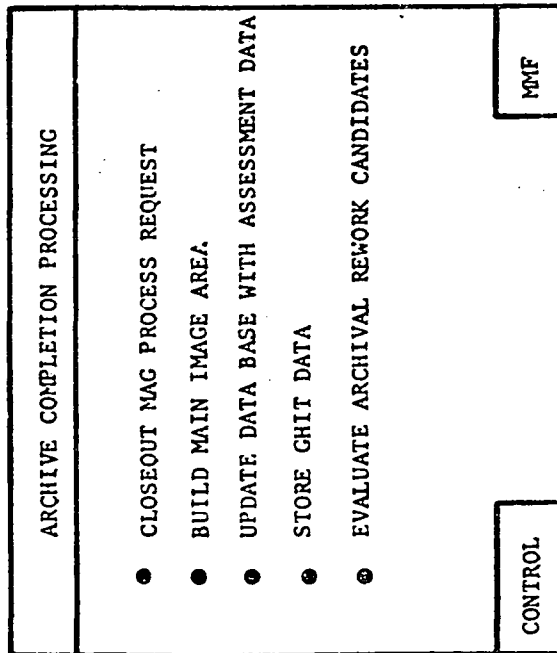 ARCHIVE COMPLETION PROCESSING
● CLOSEOUT MAG PROCESS REQUEST
● BUILD MAIN IMAGE AREA
● UPDATE DATA BASE WITH ASSESSMENT DATA
● STORE GHIT DATA
● EVALUATE ARCHIVAL REWORK CANDIDATES
CONTROL
MMF